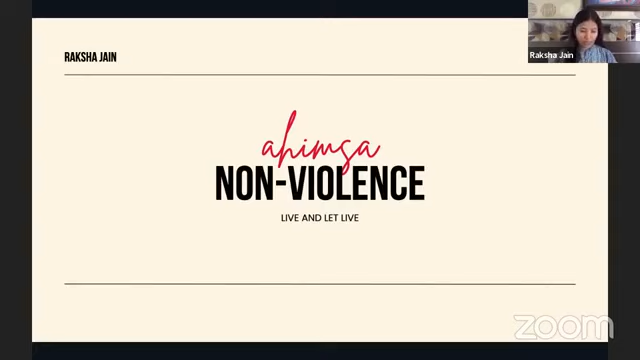 RAKSHA JAIN
Raksha Jain
ahimsa
NON-VIOLENCE
LIVE AND LET LIVE
zoom